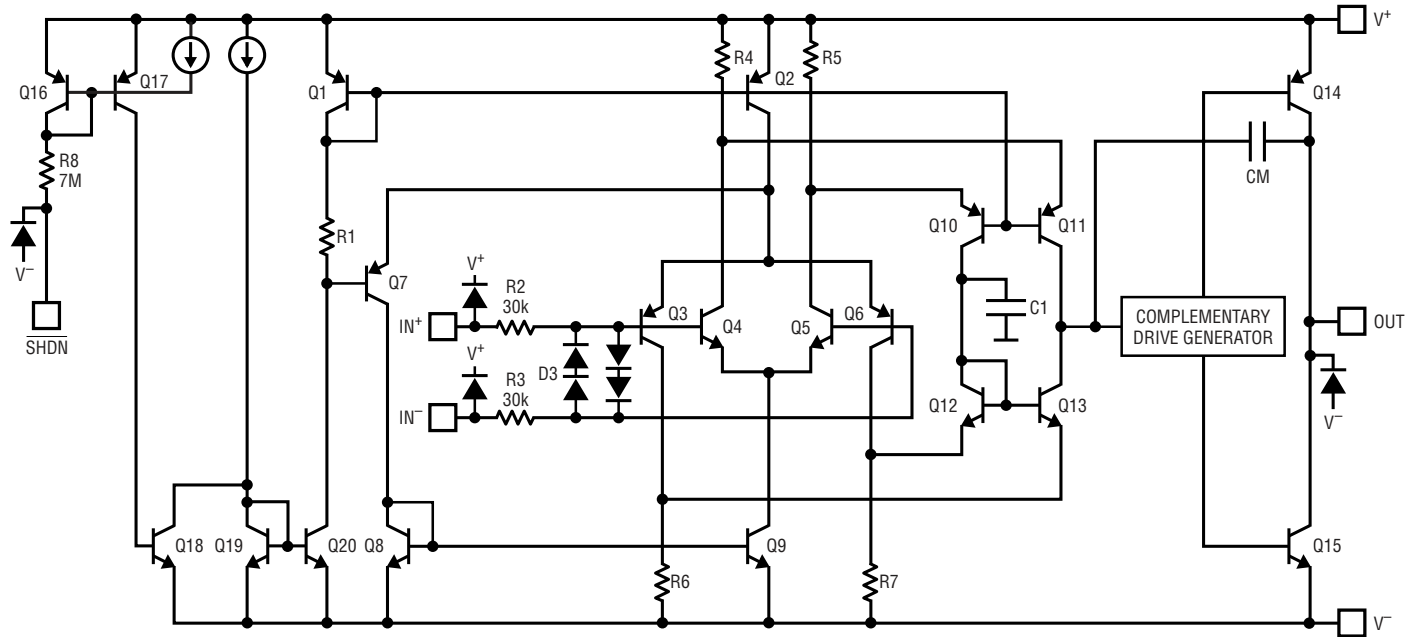 V+
Q16
Q17
Q1
R4
Q2
R5
Q14
R8
7M
CM
V−
R1
Q10
Q11
Q7
V+
R2
30k
C1
IN+
Q3
Q4
Q5
Q6
COMPLEMENTARY
DRIVE GENERATOR
OUT
SHDN
V+
D3
R3
30k
IN−
Q12
Q13
V−
Q18
Q19
Q20
Q8
Q9
Q15
R6
R7
V−